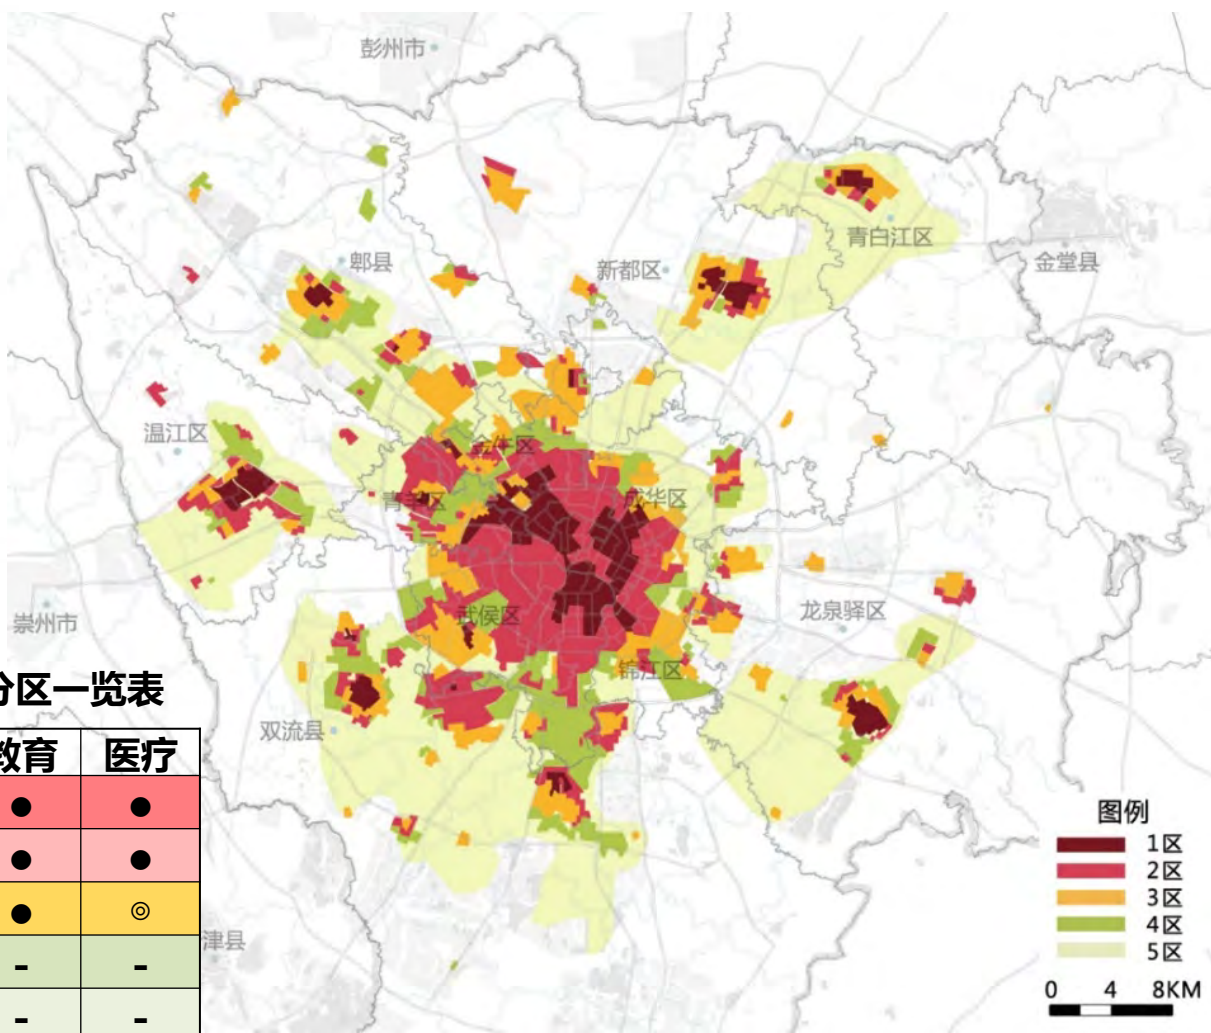 彭州市
青白江区
金堂县
郫县
新都区
温江区
金牛区
青羊区
成华区
崇州市
武侯区
龙泉驿区
锦江区
双流县
分区一览表
教育 医疗
● ●
● ●
● ◎
- -
- -
津县
图例
1区
2区
3区
4区
5区
0 4 8KM